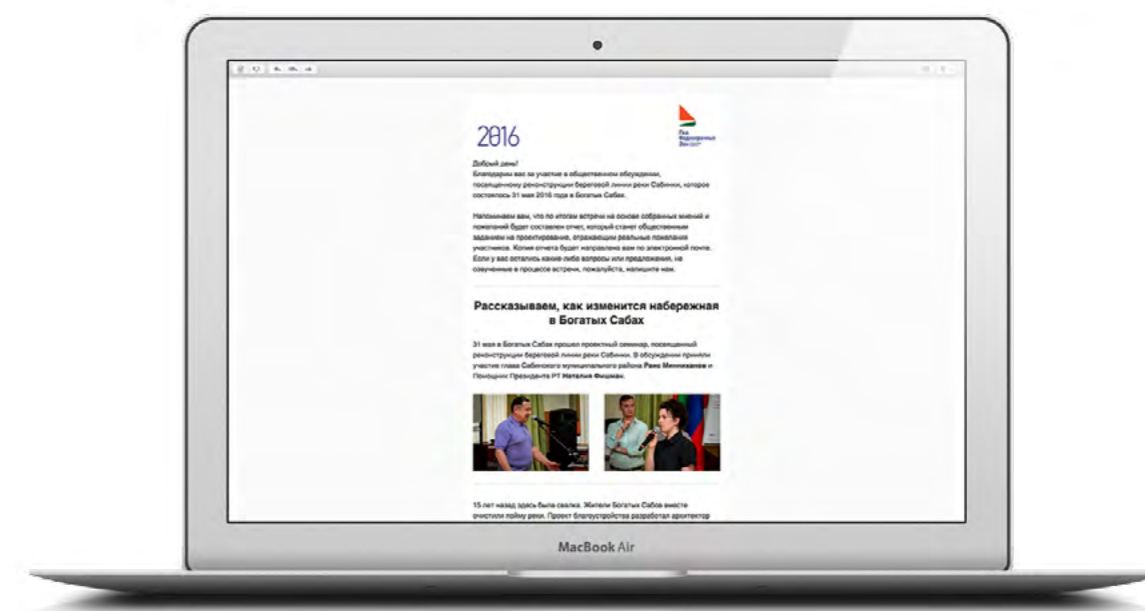 2016
Год
Водоохранных
Зон
Добрый день!
Благодарим вас за участие в общественном обсуждении,
посвященному реконструкции береговой линии реки Сабинки, которое
состоялось 31 мая 2016 года в Богатых Сабах.
Напоминаем вам, что по итогам встречи на основе собранных мнений и
пожеланий будет составлен отчет, который станет общественным
заданием на проектирование, отражающим реальные пожелания
участников. Копия отчета будет направлена вам по электронной почте.
Если у вас остались какие-либо вопросы или предложения, не
озвученные в процессе встречи, пожалуйста, напишите нам.
Рассказываем, как изменится набережная
в Богатых Сабах
31 мая в Богатых Сабах прошел проектный семинар, посвященный
реконструкции береговой линии реки Сабинки. В обсуждении приняли
участие глава Сабинского муниципального района Раис Минниханов и
Помощник Президента РТ Наталия Фишман.
15 лет назад здесь была свалка. Жители Богатых Сабов вместе
очистили пойму реки. Проект благоустройства разработал архитектор
MacBook Air